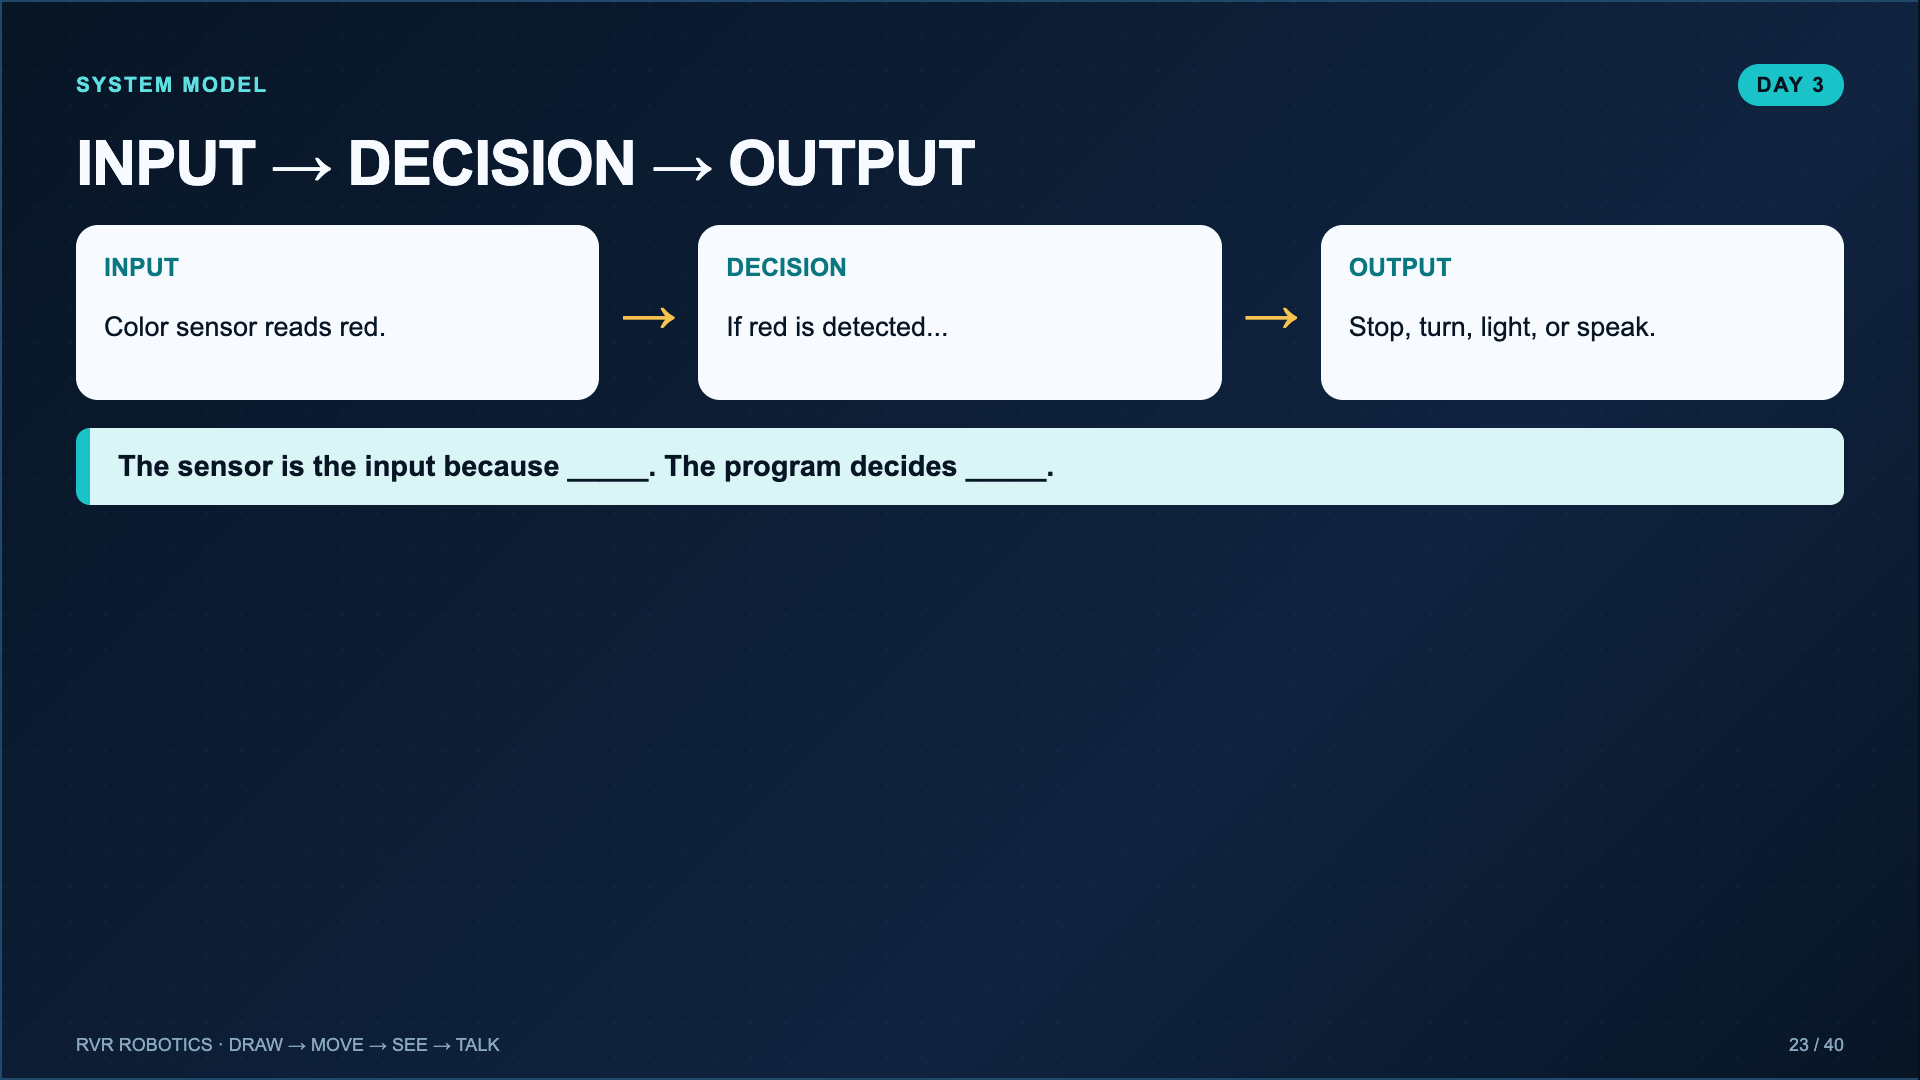 SYSTEM MODEL
DAY 3
INPUT → DECISION → OUTPUT
INPUT
Color sensor reads red.
→
DECISION
If red is detected...
→
OUTPUT
Stop, turn, light, or speak.
The sensor is the input because _____. The program decides _____.
RVR ROBOTICS · DRAW → MOVE → SEE → TALK
23 / 40